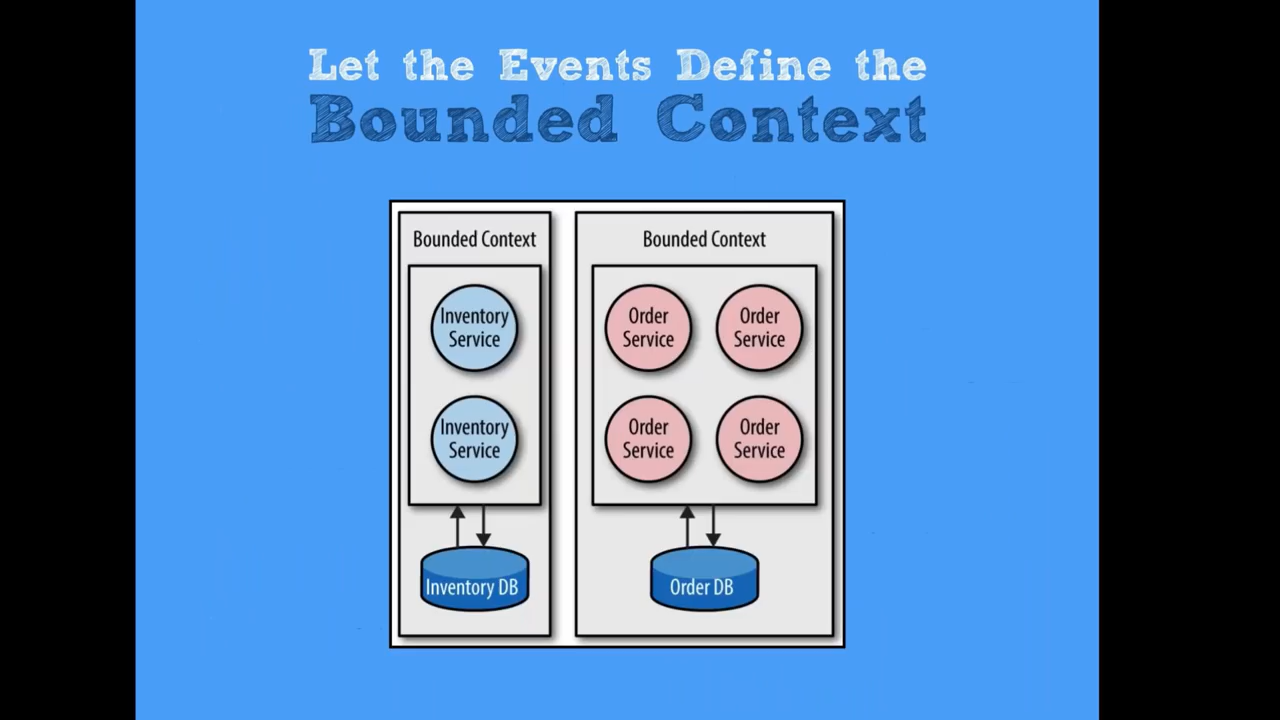 Let the Events Define the
Bounded Context
Bounded Context
Inventory
Service
Inventory
Service
Inventory DB
Bounded Context
Order
Service
Order
Service
Order
Service
Order
Service
Order DB